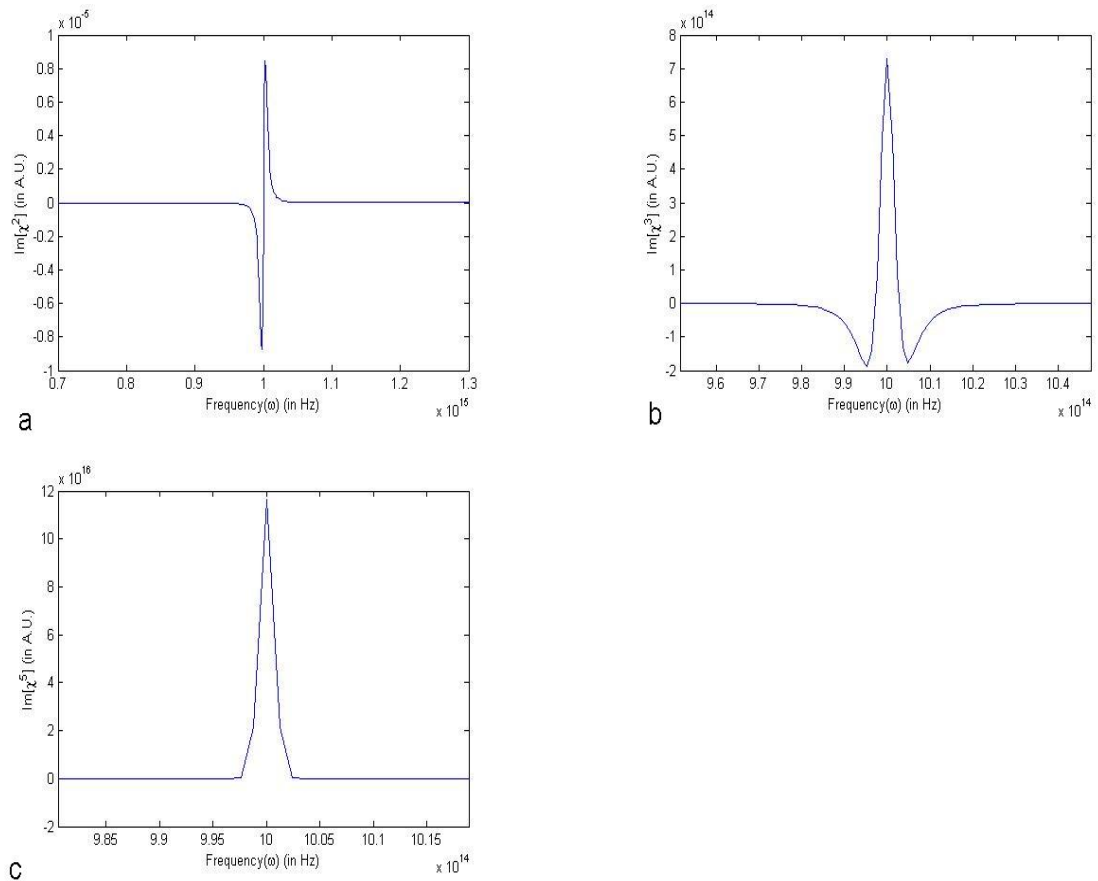 x 10^-5
1
0.8
0.6
0.4
0.2
0
-0.2
-0.4
-0.6
-0.8
-1
Im[χ^2] (in A.U.)
0.7 0.8 0.9 1 1.1 1.2 1.3
Frequency(ω) (in Hz)
x 10^15
a
x 10^14
8
7
6
5
4
3
2
1
0
-1
-2
Im[χ^3] (in A.U.)
9.6 9.7 9.8 9.9 10 10.1 10.2 10.3 10.4
Frequency(ω) (in Hz)
x 10^14
b
x 10^16
12
10
8
6
4
2
0
-2
Im[χ^5] (in A.U.)
9.85 9.9 9.95 10 10.05 10.1 10.15
Frequency(ω) (in Hz)
x 10^14
c